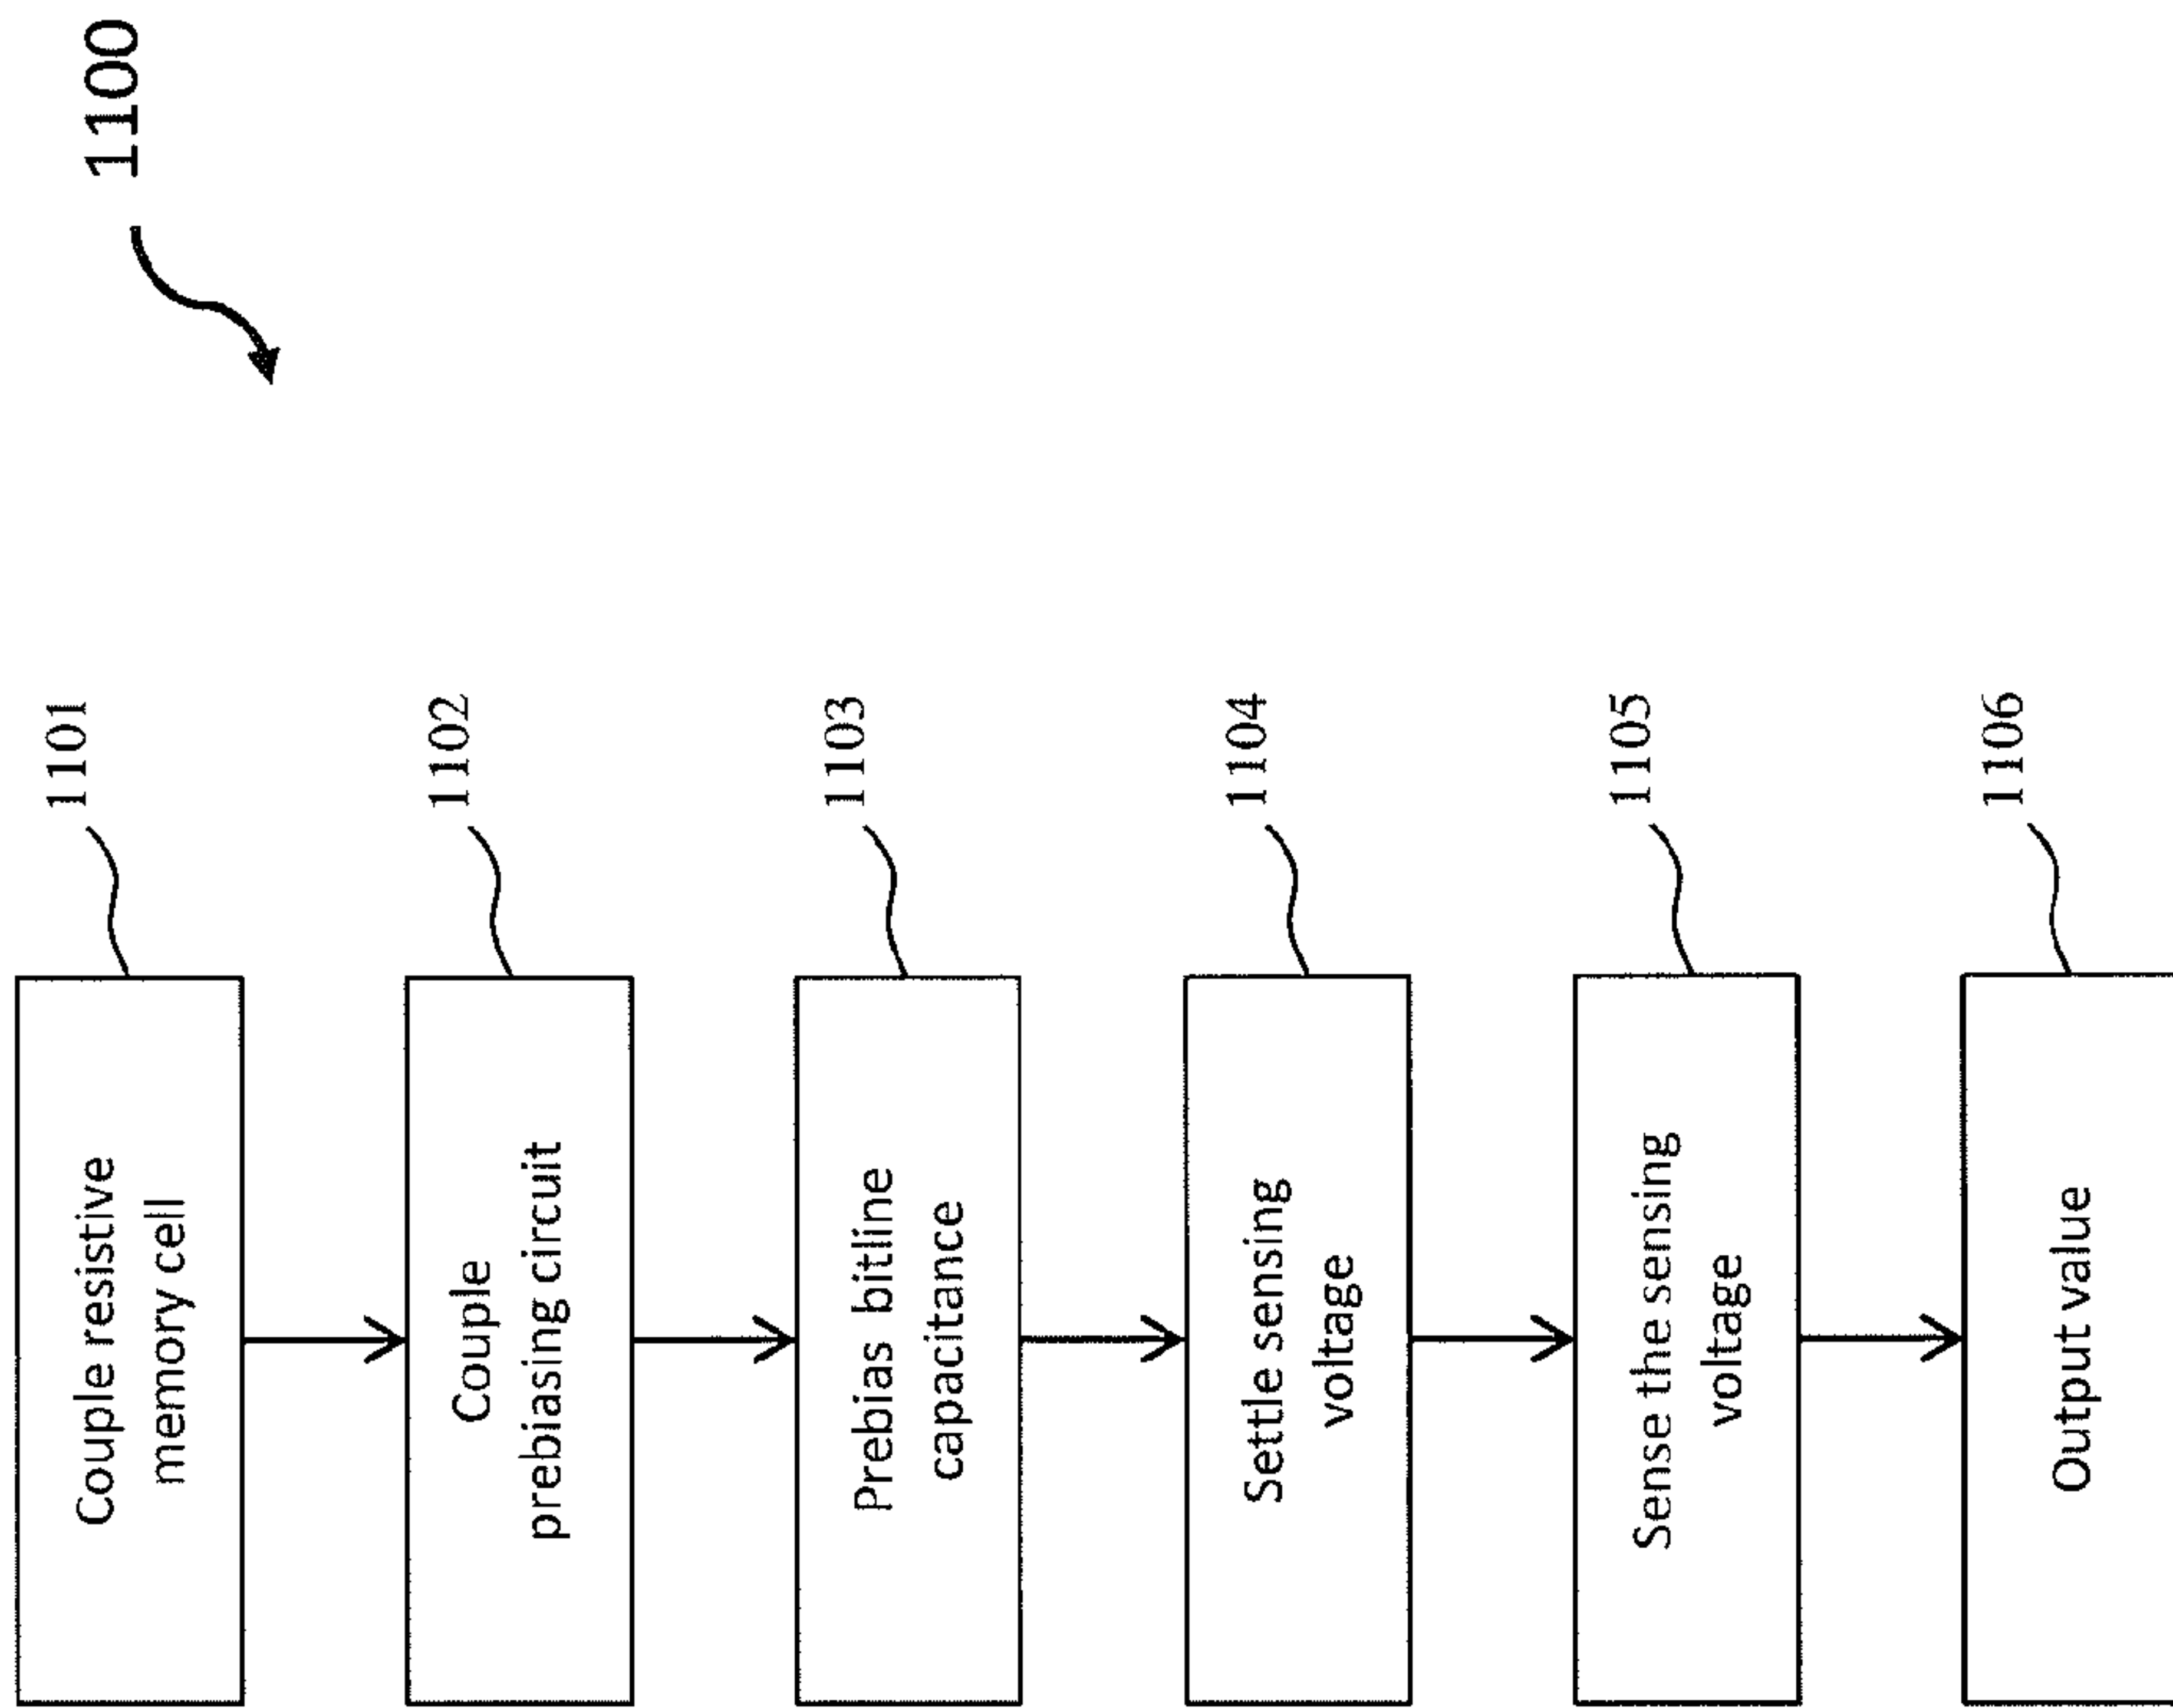 1100
1101
Couple resistive
memory cell
1102
Couple
prebiasing circuit
1103
Prebias bitline
capacitance
1104
Settle sensing
voltage
1105
Sense the sensing
voltage
1106
Output value